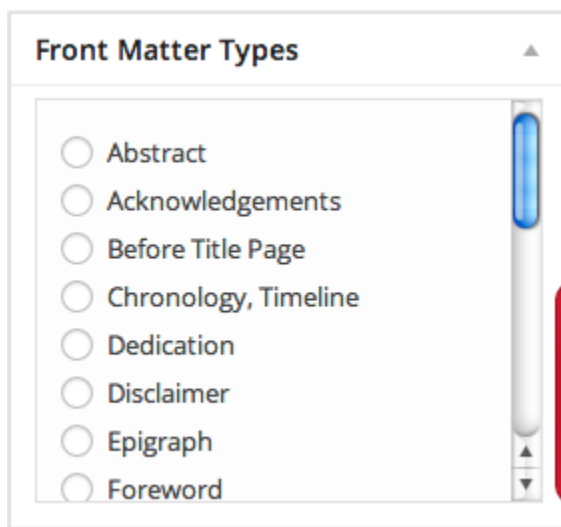 Front Matter Types
Abstract
Acknowledgements
Before Title Page
Chronology, Timeline
Dedication
Disclaimer
Epigraph
Foreword